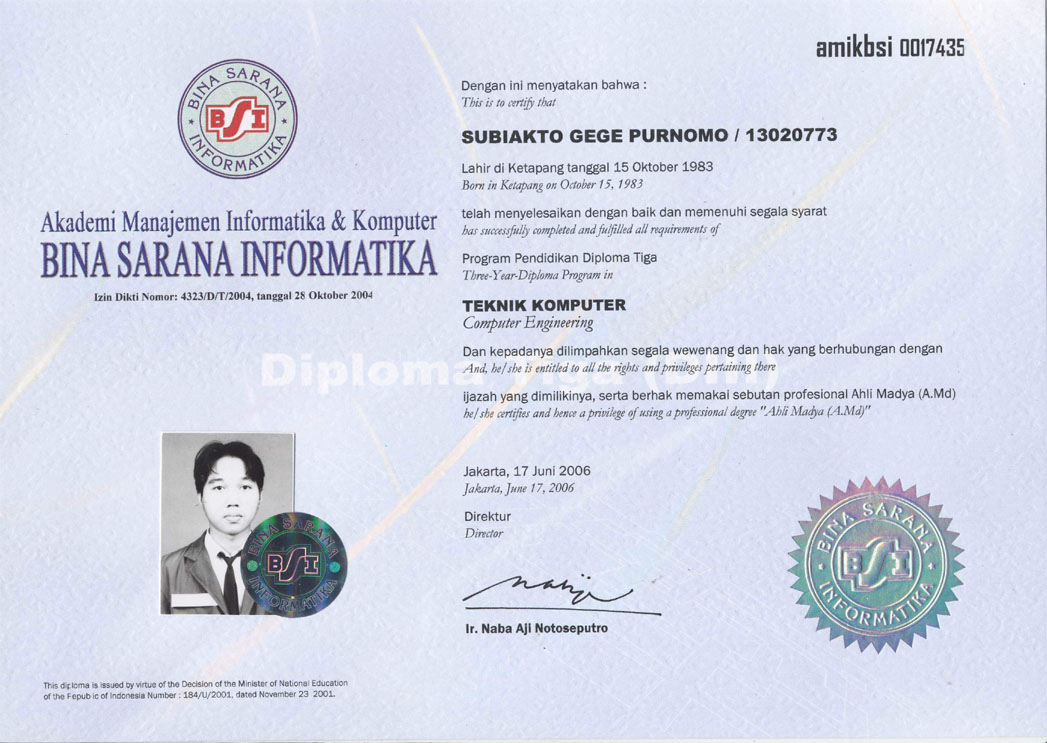 amikbsi 0017435
BINA SARANA
BSI
INFORMATIKA
Akademi Manajemen Informatika & Komputer
BINA SARANA INFORMATIKA
Izin Dikti Nomor: 4323/D/T/2004, tanggal 28 Oktober 2004
Dengan ini menyatakan bahwa :
This is to certify that
SUBIAKTO GEGE PURNOMO / 13020773
Lahir di Ketapang tanggal 15 Oktober 1983
Born in Ketapang on October 15, 1983
telah menyelesaikan dengan baik dan memenuhi segala syarat
has successfully completed and fulfilled all requirements of
Program Pendidikan Diploma Tiga
Three-Year-Diploma Program in
TEKNIK KOMPUTER
Computer Engineering
Diploma Tiga (DIII)
Dan kepadanya dilimpahkan segala wewenang dan hak yang berhubungan dengan
And, he/she is entitled to all the rights and privileges pertaining there
ijazah yang dimilikinya, serta berhak memakai sebutan profesional Ahli Madya (A.Md)
he/she certifies and hence a privilege of using a professional degree "Ahli Madya (A.Md)"
Jakarta, 17 Juni 2006
Jakarta, June 17, 2006
Direktur
Director
Ir. Naba Aji Notoseputro
BINA SARANA
BSI
INFORMATIKA
BINA SARANA
BSI
INFORMATIKA
This diploma is issued by virtue of the Decision of the Minister of National Education
of the Republic of Indonesia Number : 184/U/2001, dated November 23 2001.